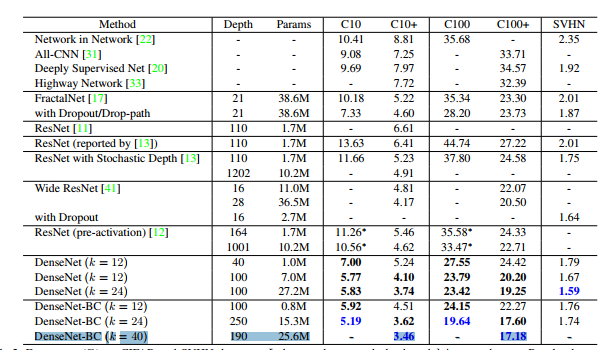 Method Depth Params C10 C10+ C100 C100+ SVHN
Network in Network [22] - - 10.41 8.81 35.68 - 2.35
All-CNN [31] - - 9.08 7.25 - 33.71 -
Deeply Supervised Net [20] - - 9.69 7.97 - 34.57 1.92
Highway Network [33] - - - 7.72 - 32.39 -
FractalNet [17] 21 38.6M 10.18 5.22 35.34 23.30 2.01
with Dropout/Drop-path 21 38.6M 7.33 4.60 28.20 23.73 1.87
ResNet [11] 110 1.7M - 6.61 - - -
ResNet (reported by [13]) 110 1.7M 13.63 6.41 44.74 27.22 2.01
ResNet with Stochastic Depth [13] 110 1.7M 11.66 5.23 37.80 24.58 1.75
1202 10.2M - 4.91 - - -
Wide ResNet [41] 16 11.0M - 4.81 - 22.07 -
28 36.5M - 4.17 - 20.50 -
with Dropout 16 2.7M - - - - 1.64
ResNet (pre-activation) [12] 164 1.7M 11.26* 5.46 35.58* 24.33 -
1001 10.2M 10.56* 4.62 33.47* 22.71 -
DenseNet (k = 12) 40 1.0M 7.00 5.24 27.55 24.42 1.79
DenseNet (k = 12) 100 7.0M 5.77 4.10 23.79 20.20 1.67
DenseNet (k = 24) 100 27.2M 5.83 3.74 23.42 19.25 1.59
DenseNet-BC (k = 12) 100 0.8M 5.92 4.51 24.15 22.27 1.76
DenseNet-BC (k = 24) 250 15.3M 5.19 3.62 19.64 17.60 1.74
DenseNet-BC (k = 40) 190 25.6M - 3.46 - 17.18 -